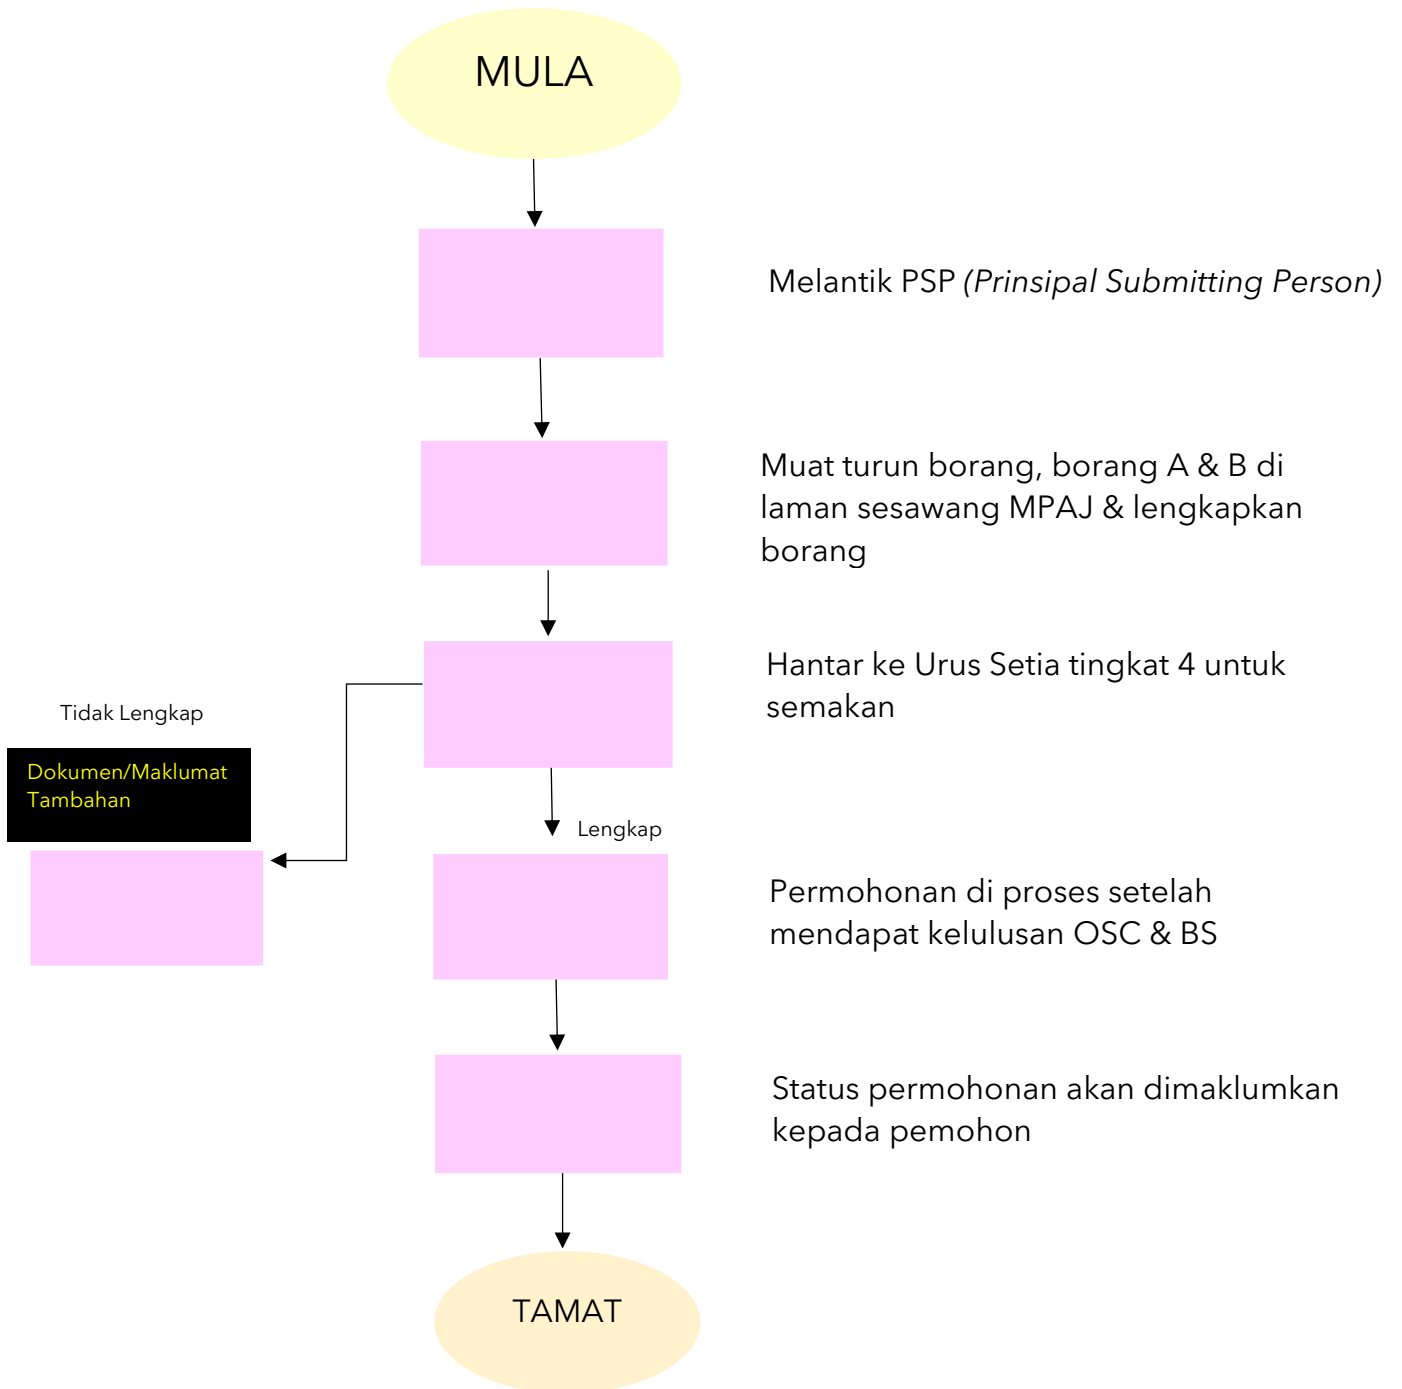 MULA
Melantik PSP (Prinsipal Submitting Person)
Muat turun borang, borang A & B di
laman sesawang MPAJ & lengkapkan
borang
Hantar ke Urus Setia tingkat 4 untuk
semakan
Tidak Lengkap
Dokumen/Maklumat
Tambahan
Lengkap
Permohonan di proses setelah
mendapat kelulusan OSC & BS
Status permohonan akan dimaklumkan
kepada pemohon
TAMAT